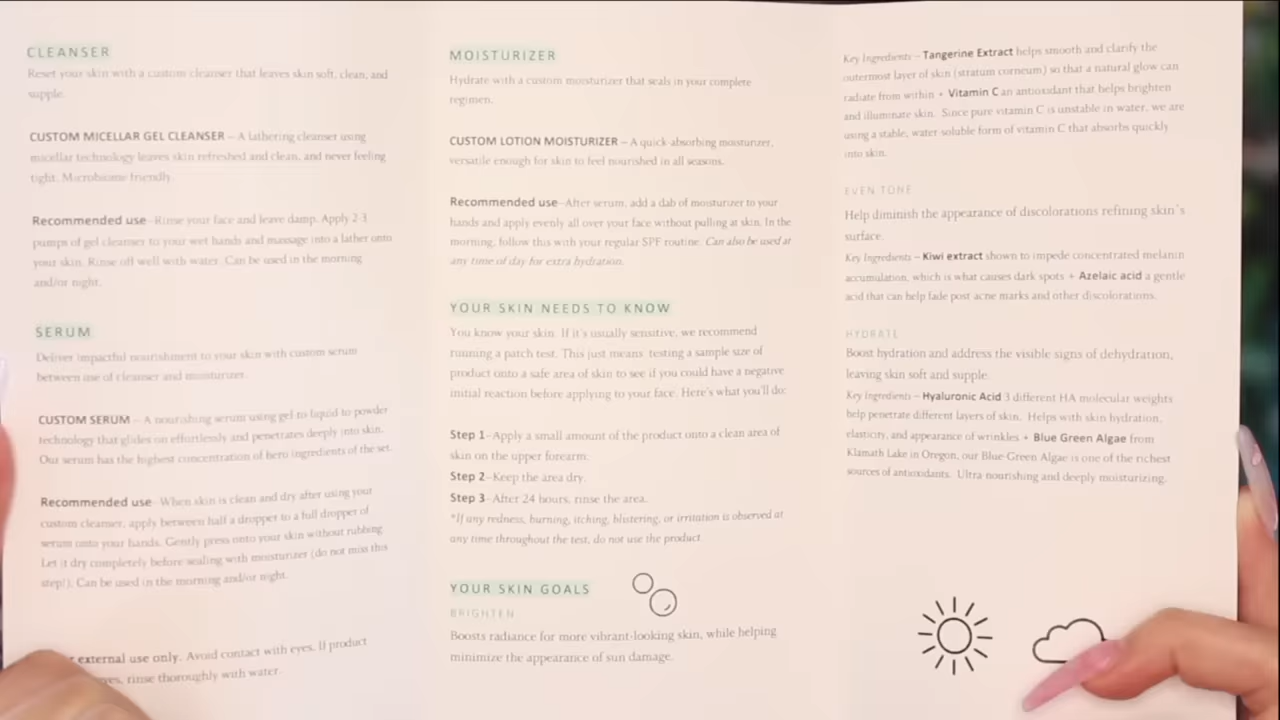 CLEANSER
Reset your skin with a custom cleanser that leaves skin soft, clean, and
supple.
CUSTOM MICELLAR GEL CLEANSER – A lathering cleanser using
micellar technology leaves skin refreshed and clean, and never feeling
tight. Microbiome friendly.
Recommended use–Rinse your face and leave damp. Apply 2-3
pumps of gel cleanser to your wet hands and massage into a lather onto
your skin. Rinse off well with water. Can be used in the morning
and/or night.
SERUM
Deliver impactful nourishment to your skin with custom serum
between use of cleanser and moisturizer.
CUSTOM SERUM – A nourishing serum using gel-to liquid-to powder
technology that glides on effortlessly and penetrates deeply into skin.
Our serum has the highest concentration of hero ingredients of the set.
Recommended use–When skin is clean and dry after using your
custom cleanser, apply between half a dropper to a full dropper of
serum onto your hands. Gently press onto your skin without rubbing.
Let it dry completely before sealing with moisturizer (do not miss this
step!). Can be used in the morning and/or night.
external use only. Avoid contact with eyes. If product
rinse thoroughly with water.
MOISTURIZER
Hydrate with a custom moisturizer that seals in your complete
regimen.
CUSTOM LOTION MOISTURIZER – A quick-absorbing moisturizer,
versatile enough for skin to feel nourished in all seasons.
Recommended use–After serum, add a dab of moisturizer to your
hands and apply evenly all over your face without pulling at skin. In the
morning, follow this with your regular SPF routine. Can also be used at
any time of day for extra hydration.
YOUR SKIN NEEDS TO KNOW
You know your skin. If it's usually sensitive, we recommend
running a patch test. This just means testing a sample size of
product onto a safe area of skin to see if you could have a negative
initial reaction before applying to your face. Here's what you'll do:
Step 1–Apply a small amount of the product onto a clean area of
skin on the upper forearm.
Step 2–Keep the area dry.
Step 3–After 24 hours, rinse the area.
*If any redness, burning, itching, blistering, or irritation is observed at
any time throughout the test, do not use the product
YOUR SKIN GOALS
BRIGHTEN
Boosts radiance for more vibrant-looking skin, while helping
minimize the appearance of sun damage.
Key Ingredients – Tangerine Extract helps smooth and clarify the
outermost layer of skin (stratum corneum) so that a natural glow can
radiate from within + Vitamin C an antioxidant that helps brighten
and illuminate skin. Since pure vitamin C is unstable in water, we are
using a stable, water-soluble form of vitamin C that absorbs quickly
into skin.
EVEN TONE
Help diminish the appearance of discolorations refining skin's
surface.
Key Ingredients – Kiwi extract shown to impede concentrated melanin
accumulation, which is what causes dark spots + Azelaic acid a gentle
acid that can help fade post acne marks and other discolorations.
HYDRATE
Boost hydration and address the visible signs of dehydration,
leaving skin soft and supple.
Key Ingredients – Hyaluronic Acid 3 different HA molecular weights
help penetrate different layers of skin. Helps with skin hydration,
elasticity, and appearance of wrinkles + Blue Green Algae from
Klamath Lake in Oregon, our Blue-Green Algae is one of the richest
sources of antioxidants. Ultra nourishing and deeply moisturizing.